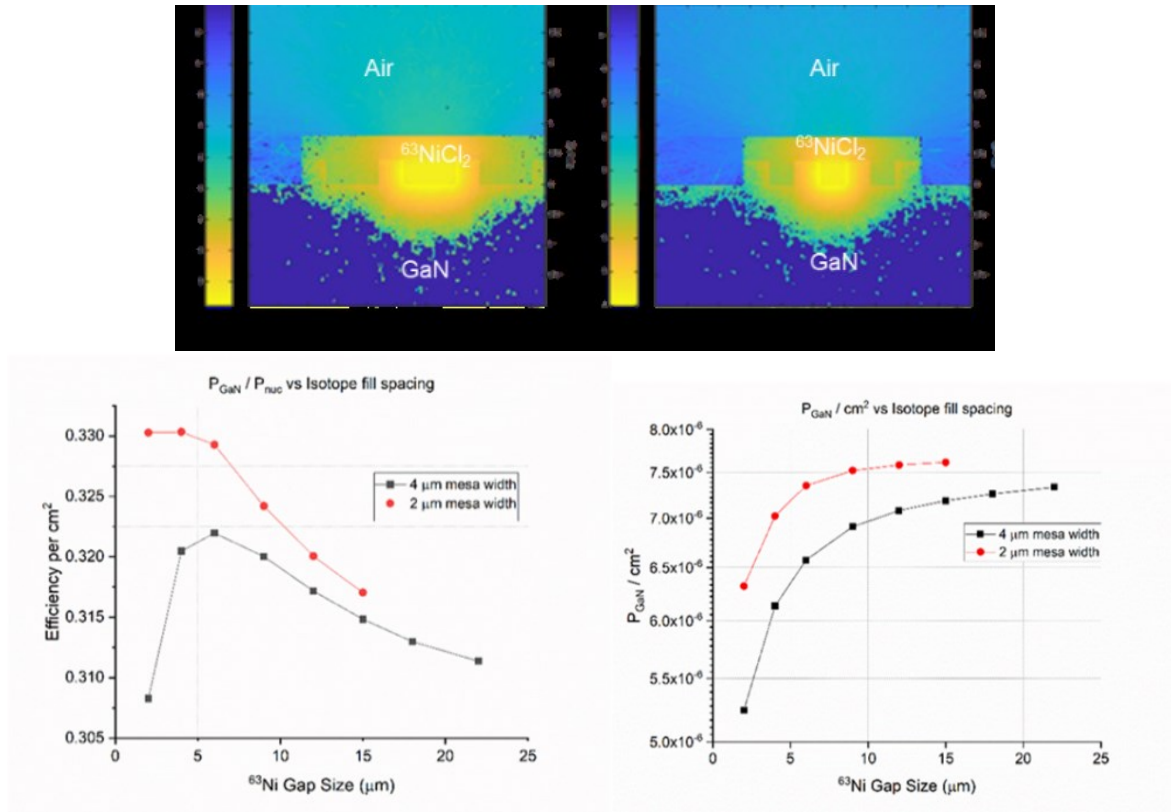 Air
⁶³NiCl₂
GaN
Air
⁶³NiCl₂
GaN
P_GaN / P_nuc vs Isotope fill spacing
Efficiency per cm²
0.330
0.325
0.320
0.315
0.310
0.305
4 μm mesa width
2 μm mesa width
0 5 10 15 20 25
⁶³Ni Gap Size (μm)
P_GaN / cm² vs Isotope fill spacing
P_GaN / cm²
8.0x10⁻⁶
7.5x10⁻⁶
7.0x10⁻⁶
6.5x10⁻⁶
6.0x10⁻⁶
5.5x10⁻⁶
5.0x10⁻⁶
4 μm mesa width
2 μm mesa width
0 5 10 15 20 25
⁶³Ni Gap Size (μm)